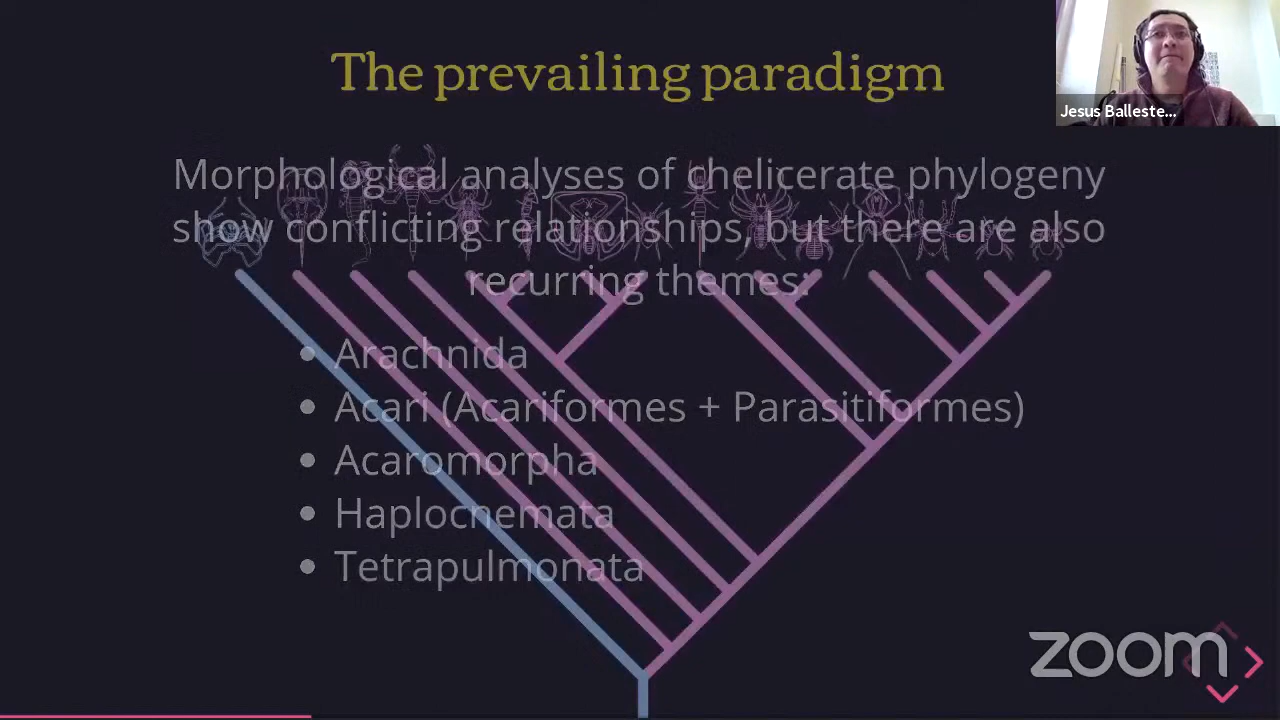 The prevailing paradigm
Jesus Balleste...
Morphological analyses of chelicerate phylogeny
show conflicting relationships, but there are also
recurring themes:
• Arachnida
• Acari (Acariformes + Parasitiformes)
• Acaromorpha
• Haplocnemata
• Tetrapulmonata
zoom